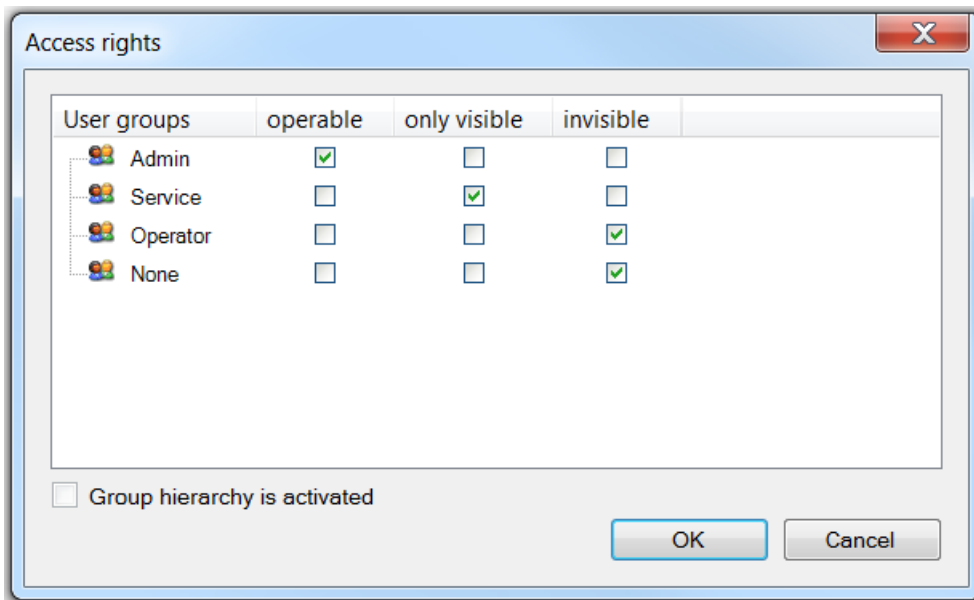 Access rights
User groups operable only visible invisible
Admin
Service
Operator
None
Group hierarchy is activated
OK Cancel